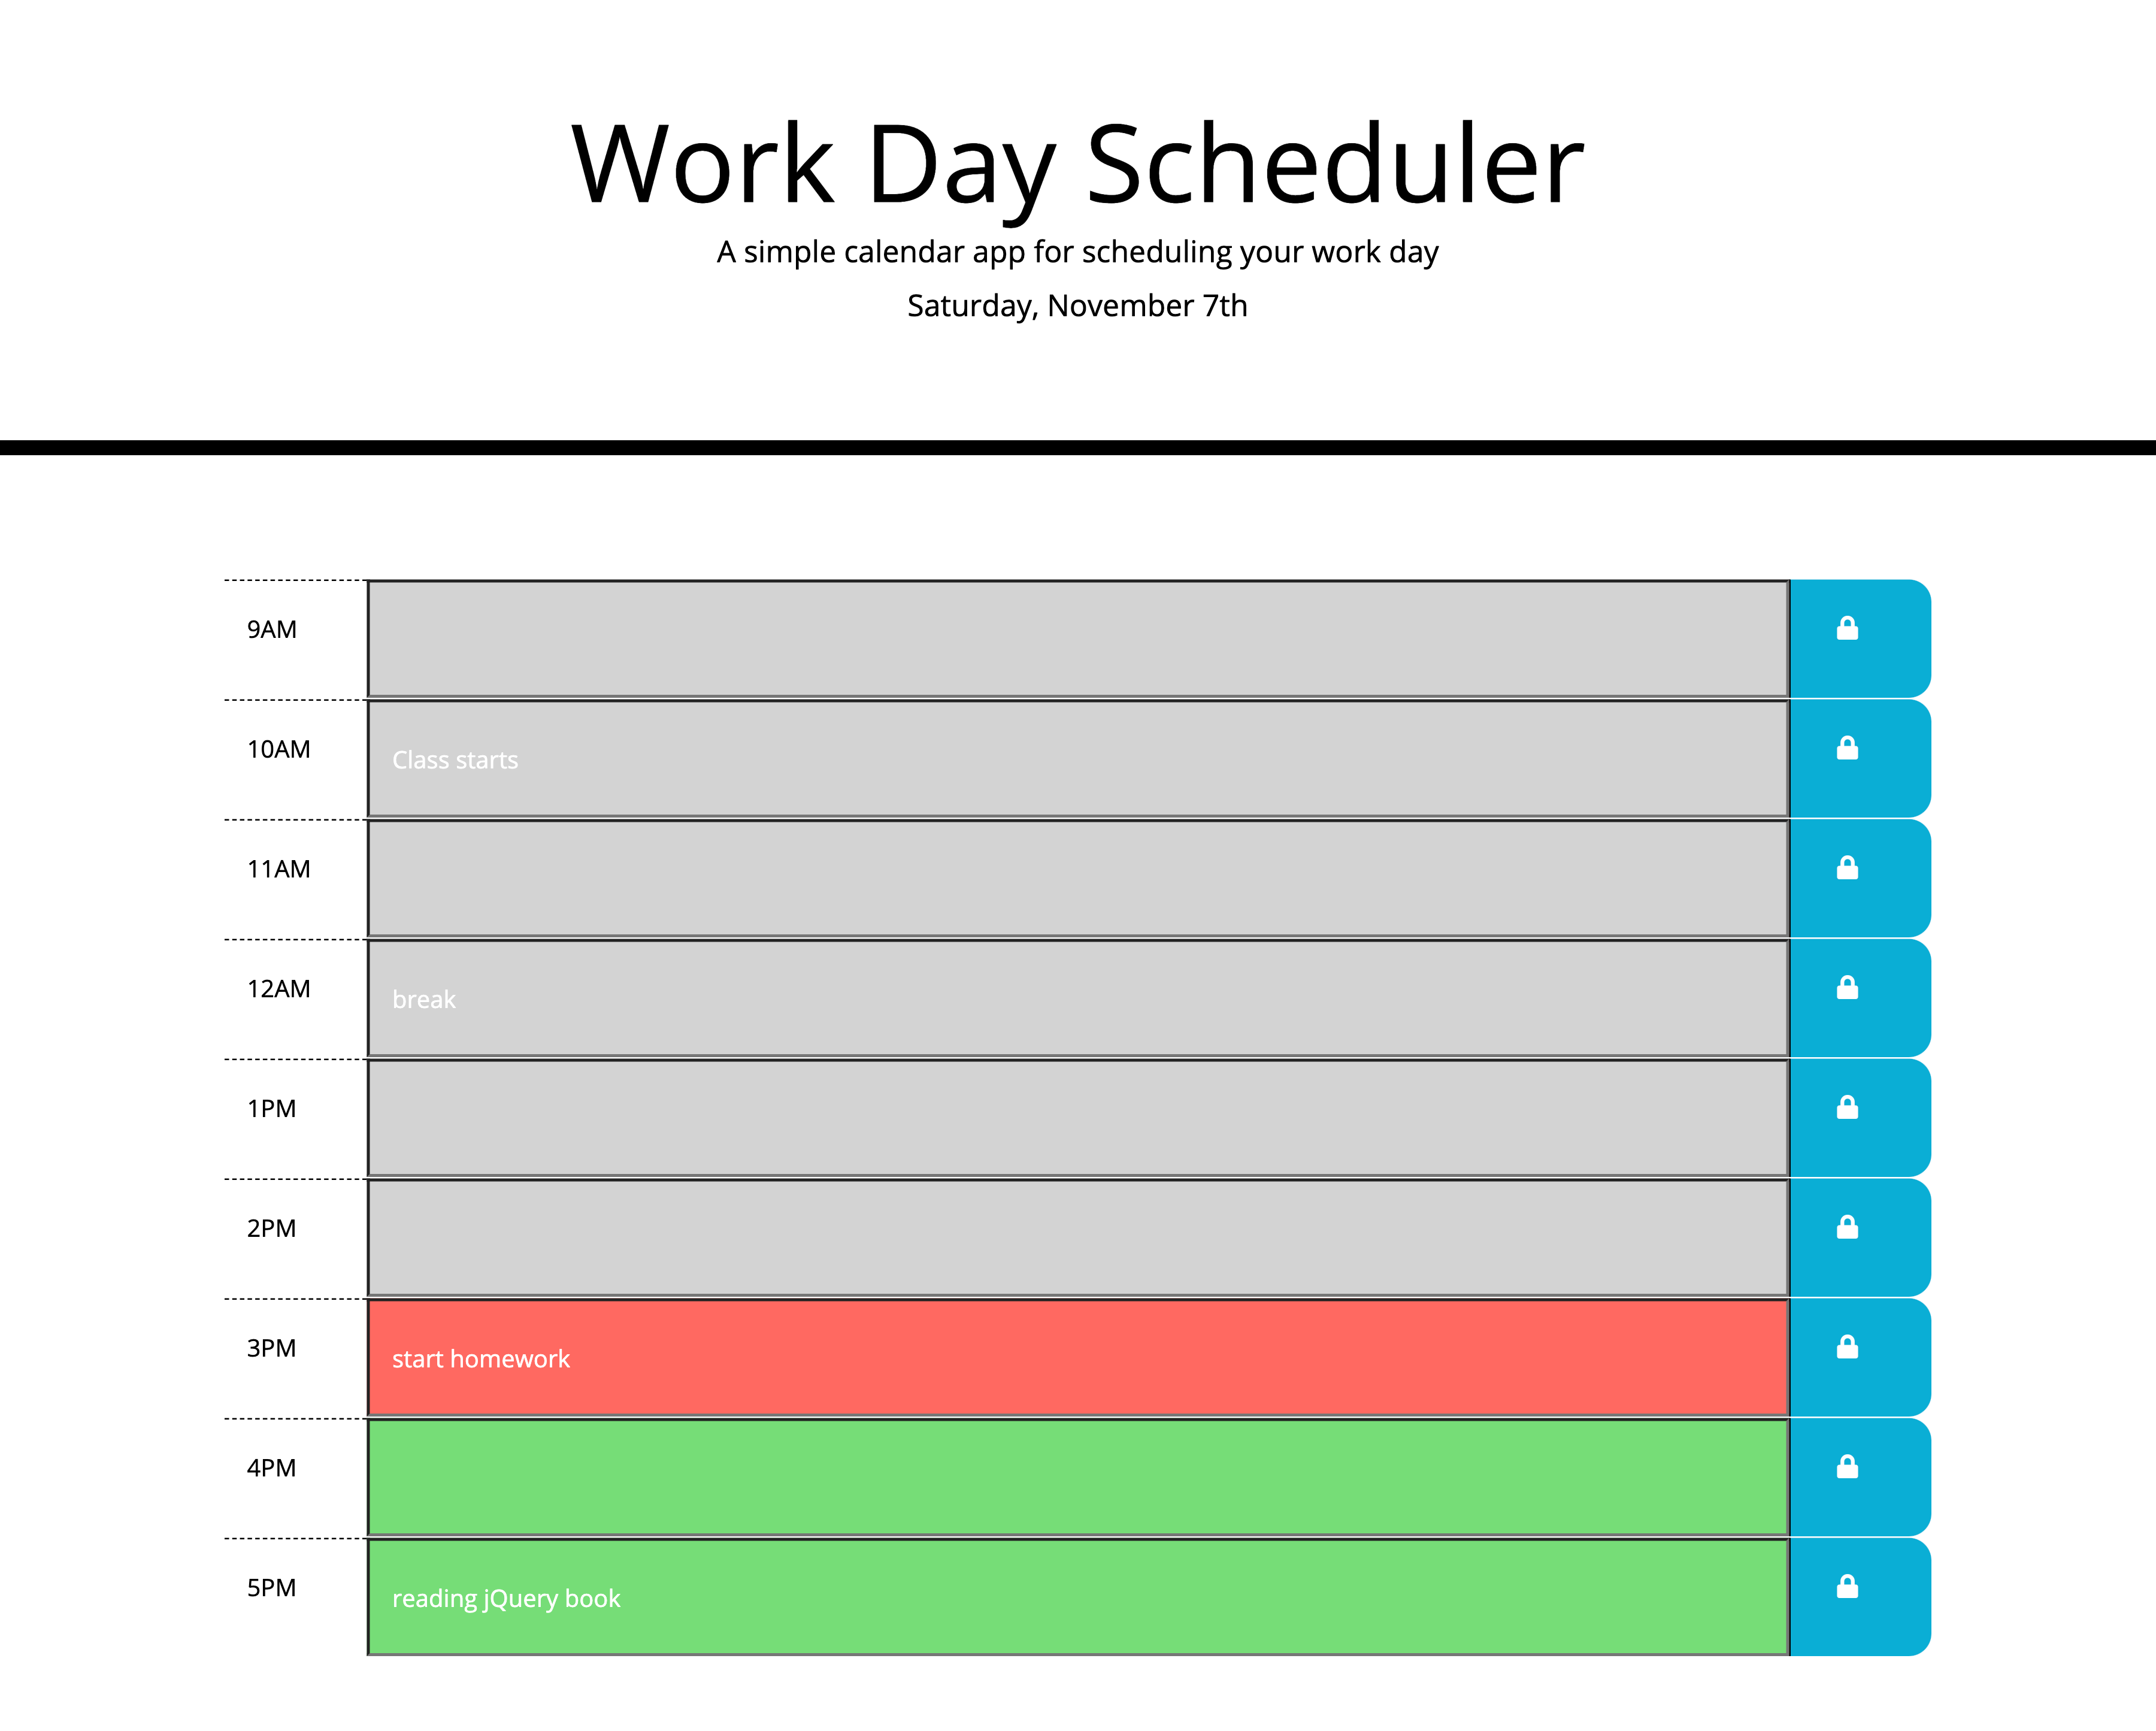 Work Day Scheduler
A simple calendar app for scheduling your work day
Saturday, November 7th
9AM
10AM
Class starts
11AM
12AM
break
1PM
2PM
3PM
start homework
4PM
5PM
reading jQuery book